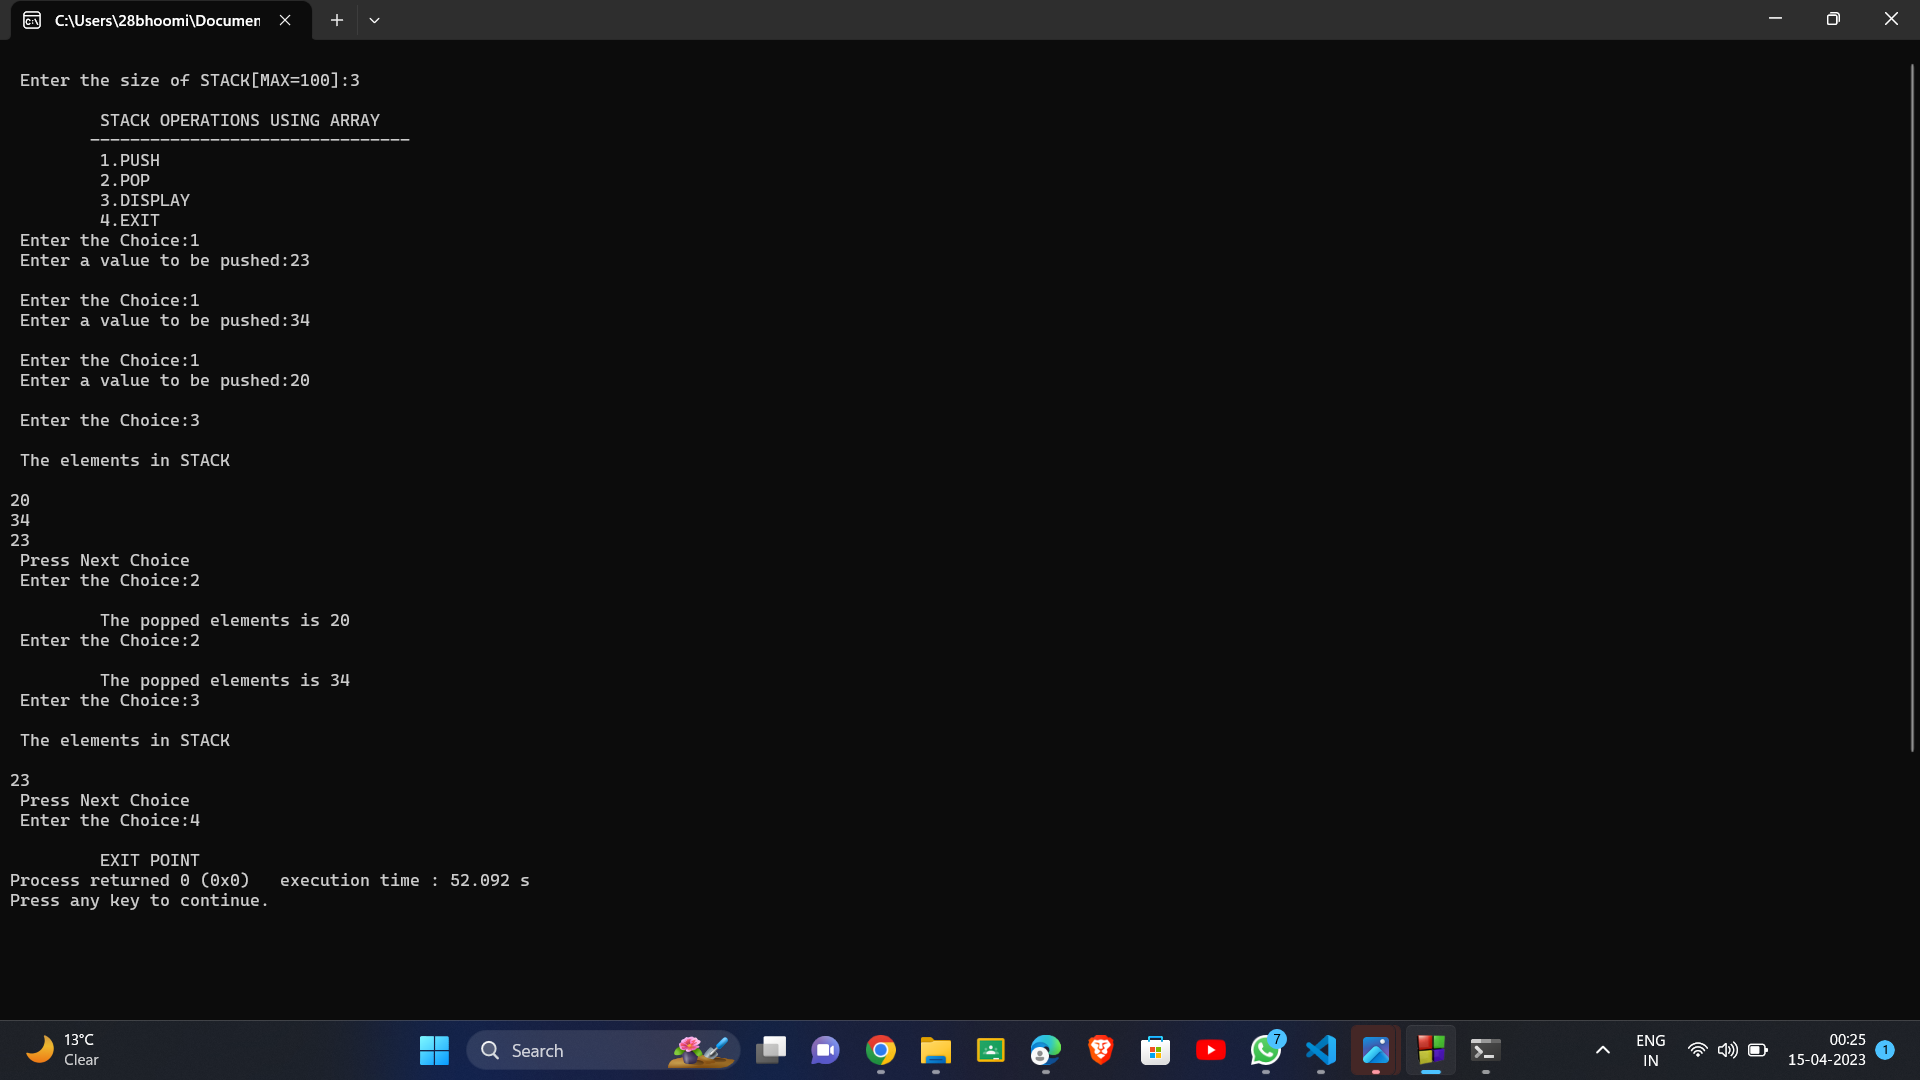 C:\Users\28bhoomi\Documen
Enter the size of STACK[MAX=100]:3
STACK OPERATIONS USING ARRAY
--------------------------------
1.PUSH
2.POP
3.DISPLAY
4.EXIT
Enter the Choice:1
Enter a value to be pushed:23
Enter the Choice:1
Enter a value to be pushed:34
Enter the Choice:1
Enter a value to be pushed:20
Enter the Choice:3
The elements in STACK
20
34
23
Press Next Choice
Enter the Choice:2
The popped elements is 20
Enter the Choice:2
The popped elements is 34
Enter the Choice:3
The elements in STACK
23
Press Next Choice
Enter the Choice:4
EXIT POINT
Process returned 0 (0x0)   execution time : 52.092 s
Press any key to continue.
13°C
Clear
Search
7
ENG
IN
00:25
15-04-2023
1